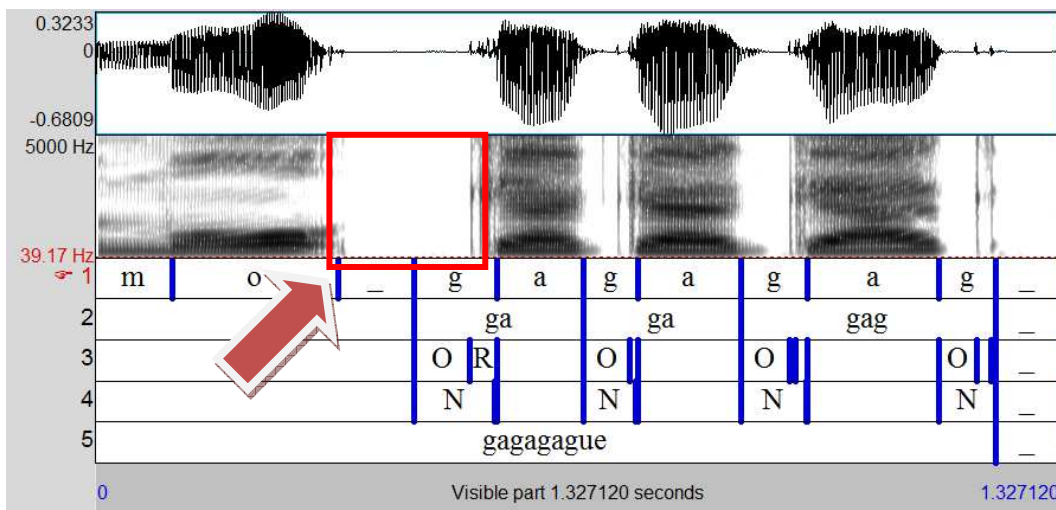 0.3233
0
-0.6809
5000 Hz
39.17 Hz
1 m o _ g a g a g a g _
2 ga ga gag _
3 O R O O O _
4 N N N N _
5 gagagague _
0 Visible part 1.327120 seconds 1.327120